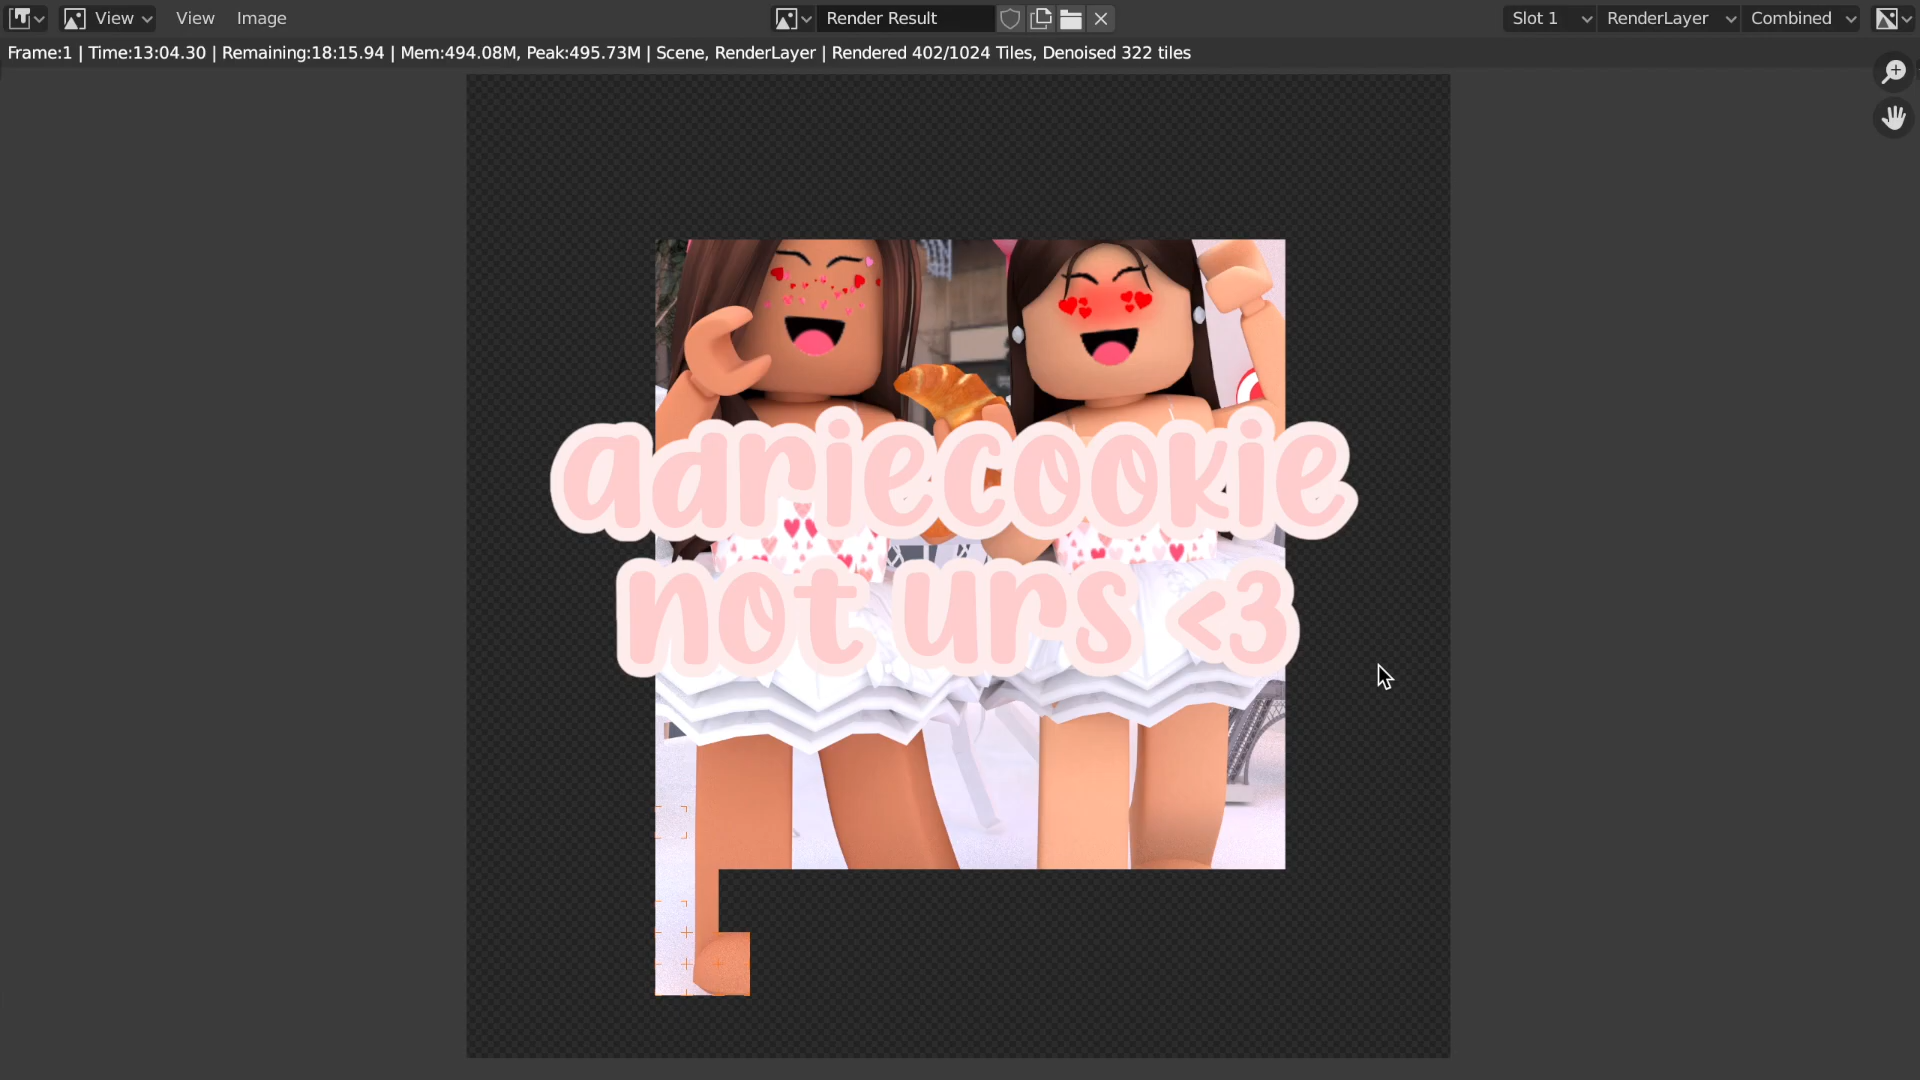 View View Image Render Result Slot 1 RenderLayer Combined
Frame:1 | Time:13:04.30 | Remaining:18:15.94 | Mem:494.08M, Peak:495.73M | Scene, RenderLayer | Rendered 402/1024 Tiles, Denoised 322 tiles
adriecookie
not urs <3